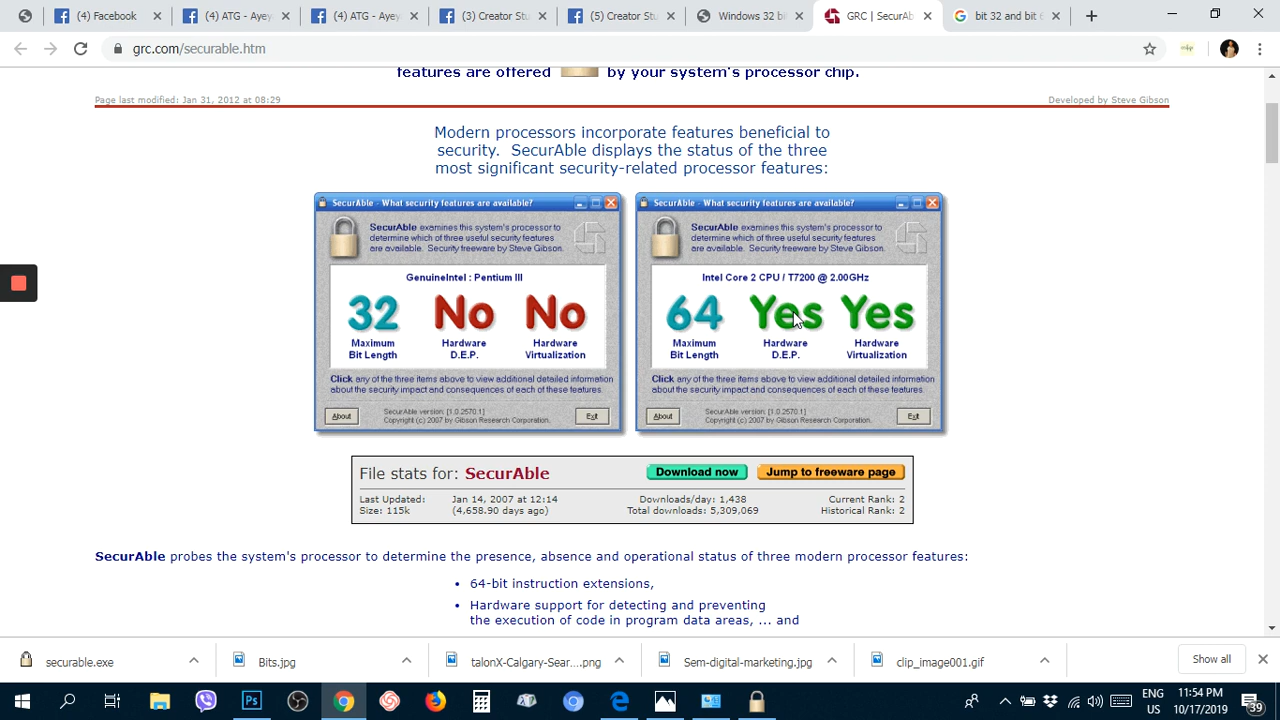 (4) Facebook
(4) ATG - Ayey
(4) ATG - Aye
(3) Creator Stu
(5) Creator Stu
Windows 32 bi
GRC | SecurAb
bit 32 and bit 6
grc.com/securable.htm
features are offered by your system's processor chip.
Page last modified: Jan 31, 2012 at 08:29
Developed by Steve Gibson
Modern processors incorporate features beneficial to
security. SecurAble displays the status of the three
most significant security-related processor features:
SecurAble - What security features are available?
SecurAble examines this system's processor to
determine which of three useful security features
are available. Security freeware by Steve Gibson.
GenuineIntel : Pentium III
32 No No
Maximum Hardware Hardware
Bit Length D.E.P. Virtualization
Click any of the three items above to view additional detailed information
about the security impact and consequences of each of these features.
About
SecurAble version: [1.0.2570.1]
Copyright (c) 2007 by Gibson Research Corporation.
Exit
SecurAble - What security features are available?
SecurAble examines this system's processor to
determine which of three useful security features
are available. Security freeware by Steve Gibson.
Intel Core 2 CPU / T7200 @ 2.00GHz
64 Yes Yes
Maximum Hardware Hardware
Bit Length D.E.P. Virtualization
Click any of the three items above to view additional detailed information
about the security impact and consequences of each of these features.
About
SecurAble version: [1.0.2570.1]
Copyright (c) 2007 by Gibson Research Corporation.
Exit
File stats for: SecurAble
Download now
Jump to freeware page
Last Updated: Jan 14, 2007 at 12:14 Downloads/day: 1,438 Current Rank: 2
Size: 115k (4,658.90 days ago) Total downloads: 5,309,069 Historical Rank: 2
SecurAble probes the system's processor to determine the presence, absence and operational status of three modern processor features:
• 64-bit instruction extensions,
• Hardware support for detecting and preventing
the execution of code in program data areas, ... and
securable.exe
Bits.jpg
talonX-Calgary-Sear....png
Sem-digital-marketing.jpg
clip_image001.gif
Show all
Ps
ENG
US
11:54 PM
10/17/2019
39